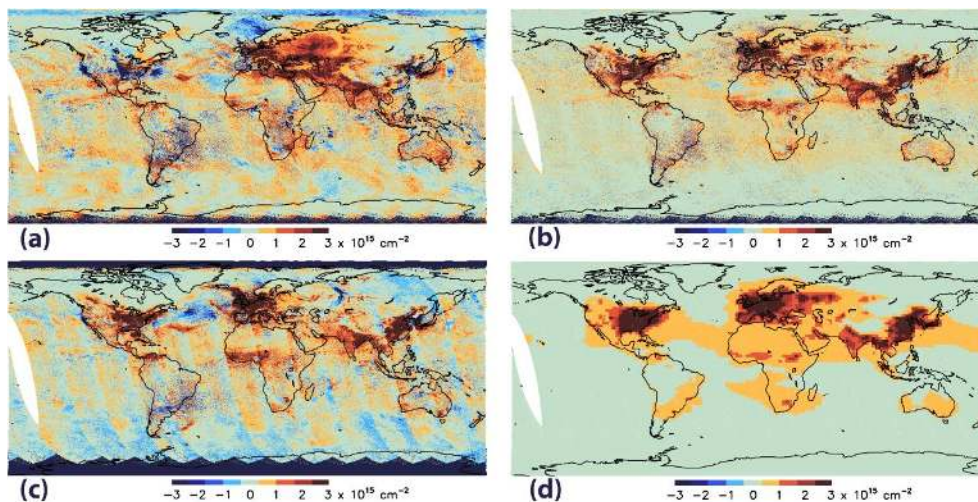 (a)
-3 -2 -1 0 1 2 3 x 10¹⁵ cm⁻²
(b)
-3 -2 -1 0 1 2 3 x 10¹⁵ cm⁻²
(c)
-3 -2 -1 0 1 2 3 x 10¹⁵ cm⁻²
(d)
-3 -2 -1 0 1 2 3 x 10¹⁵ cm⁻²